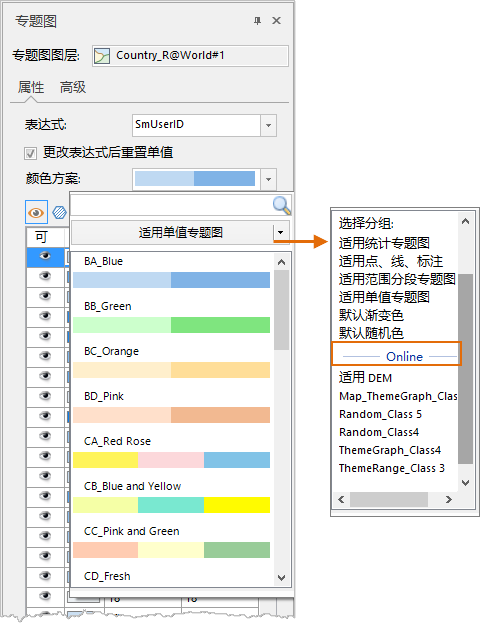 专题图
专题图图层: Country_R@World#1
属性 高级
表达式: SmUserID
更改表达式后重置单值
颜色方案:
可
适用单值专题图
BA_Blue
BB_Green
BC_Orange
BD_Pink
CA_Red Rose
CB_Blue and Yellow
CC_Pink and Green
CD_Fresh
选择分组:
适用统计专题图
适用点、线、标注
适用范围分段专题图
适用单值专题图
默认渐变色
默认随机色
Online
适用 DEM
Map_ThemeGraph_Clas
Random_Class 5
Random_Class4
ThemeGraph_Class4
ThemeRange_Class 3